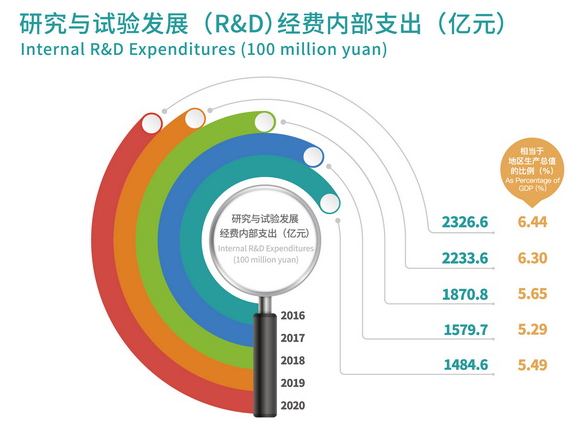 研究与试验发展（R&D）经费内部支出（亿元）
Internal R&D Expenditures (100 million yuan)
相当于
地区生产总值
的比例（%）
As Percentage of
GDP (%)
2326.6 6.44
2233.6 6.30
1870.8 5.65
1579.7 5.29
1484.6 5.49
研究与试验发展
经费内部支出（亿元）
Internal R&D Expenditures
(100 million yuan)
2016
2017
2018
2019
2020